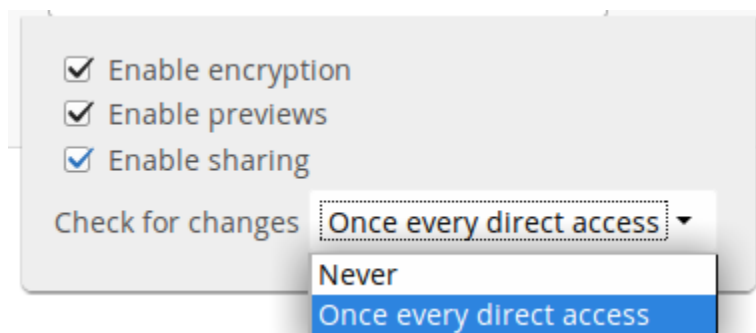 Enable encryption
Enable previews
Enable sharing
Check for changes Once every direct access
Never
Once every direct access